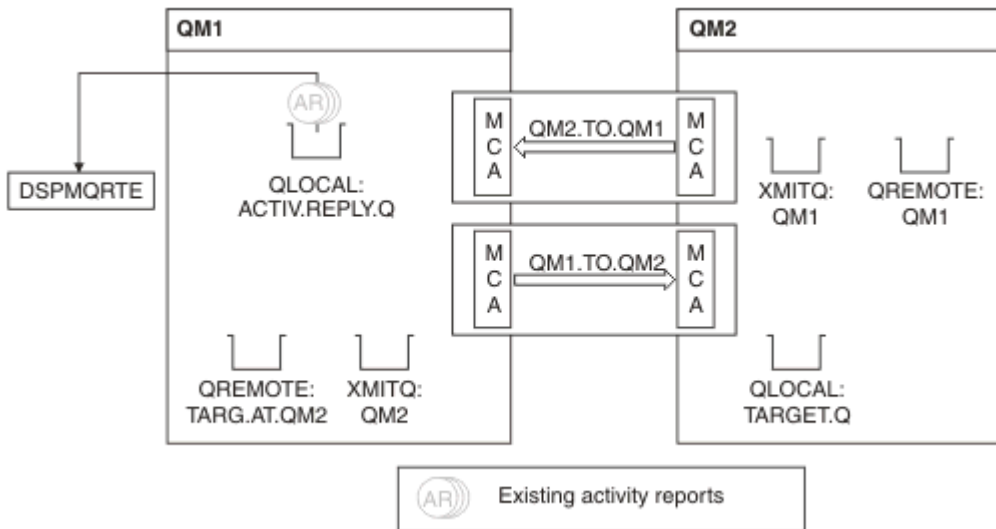 QM1
QM2
AR
M
C
A
QM2.TO.QM1
M
C
A
DSPMQRTE
QLOCAL:
ACTIV.REPLY.Q
XMITQ:
QM1
QREMOTE:
QM1
M
C
A
QM1.TO.QM2
M
C
A
QREMOTE:
TARG.AT.QM2
XMITQ:
QM2
QLOCAL:
TARGET.Q
AR
Existing activity reports